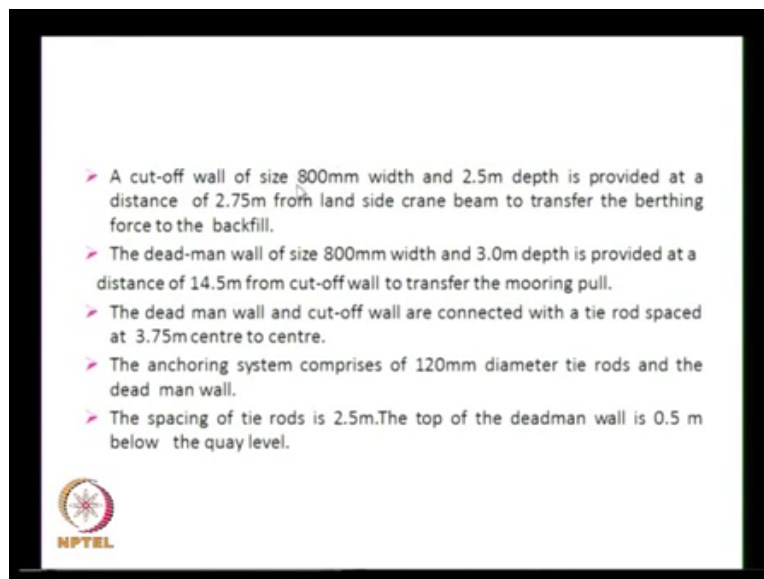 ➢ A cut-off wall of size 800mm width and 2.5m depth is provided at a
distance of 2.75m from land side crane beam to transfer the berthing
force to the backfill.
➢ The dead-man wall of size 800mm width and 3.0m depth is provided at a
distance of 14.5m from cut-off wall to transfer the mooring pull.
➢ The dead man wall and cut-off wall are connected with a tie rod spaced
at 3.75m centre to centre.
➢ The anchoring system comprises of 120mm diameter tie rods and the
dead man wall.
➢ The spacing of tie rods is 2.5m.The top of the deadman wall is 0.5 m
below the quay level.
NPTEL